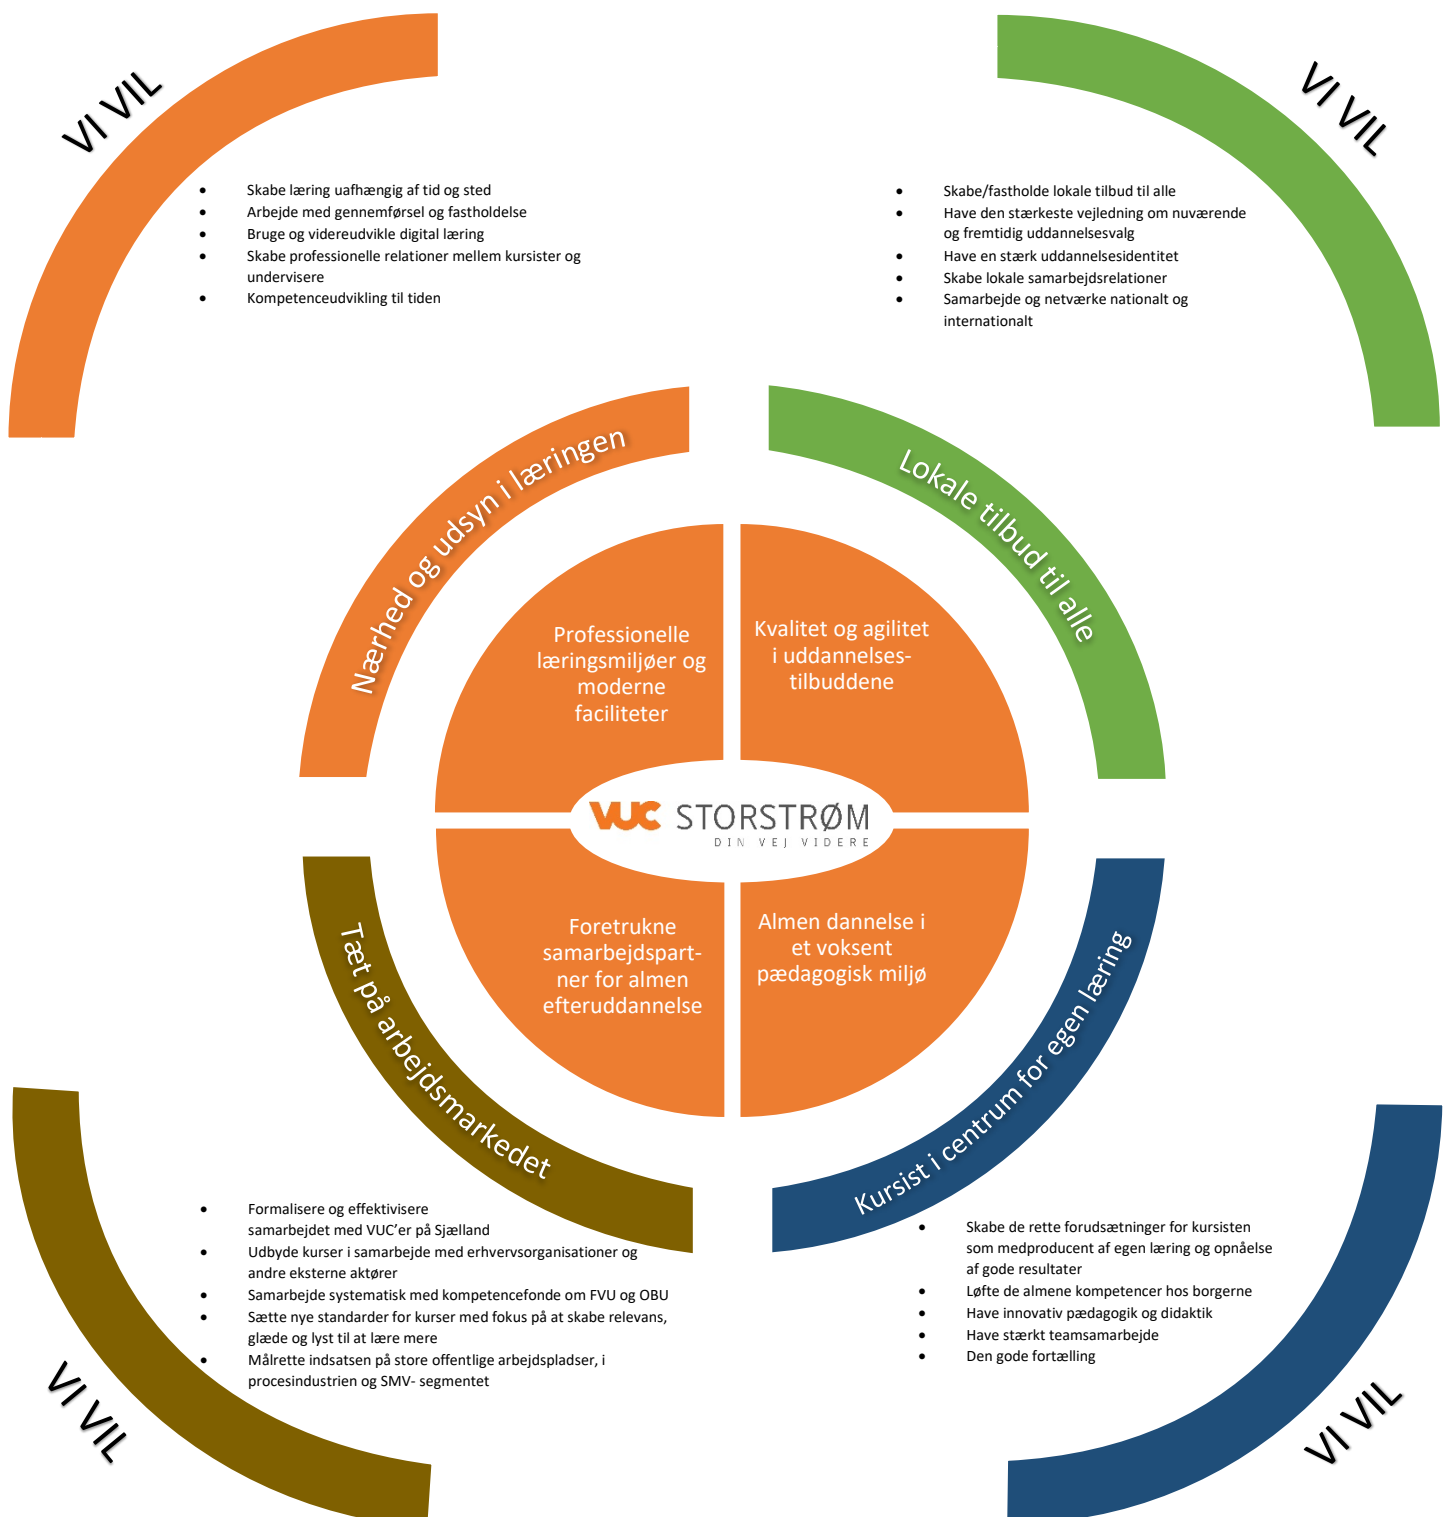 VI VIL
• Skabe læring uafhængig af tid og sted
• Arbejde med gennemførsel og fastholdelse
• Bruge og videreudvikle digital læring
• Skabe professionelle relationer mellem kursister og
undervisere
• Kompetenceudvikling til tiden
VI VIL
• Skabe/fastholde lokale tilbud til alle
• Have den stærkeste vejledning om nuværende
og fremtidig uddannelsesvalg
• Have en stærk uddannelsesidentitet
• Skabe lokale samarbejdsrelationer
• Samarbejde og netværke nationalt og
internationalt
Nærhed og udsyn i læringen
Lokale tilbud til alle
Professionelle
læringsmiljøer og
moderne
faciliteter
Kvalitet og agilitet
i uddannelses-
tilbuddene
VUC STORSTRØM
DIN VEJ VIDERE
Foretrukne
samarbejdspart-
ner for almen
efteruddannelse
Almen dannelse i
et voksent
pædagogisk miljø
Tæt på arbejdsmarkedet
Kursist i centrum for egen læring
• Formalisere og effektivisere
samarbejdet med VUC’er på Sjælland
• Udbyde kurser i samarbejde med erhvervsorganisationer og
andre eksterne aktører
• Samarbejde systematisk med kompetencefonde om FVU og OBU
• Sætte nye standarder for kurser med fokus på at skabe relevans,
glæde og lyst til at lære mere
• Målrette indsatsen på store offentlige arbejdspladser, i
procesindustrien og SMV- segmentet
VI VIL
• Skabe de rette forudsætninger for kursisten
som medproducent af egen læring og opnåelse
af gode resultater
• Løfte de almene kompetencer hos borgerne
• Have innovativ pædagogik og didaktik
• Have stærkt teamsamarbejde
• Den gode fortælling
VI VIL